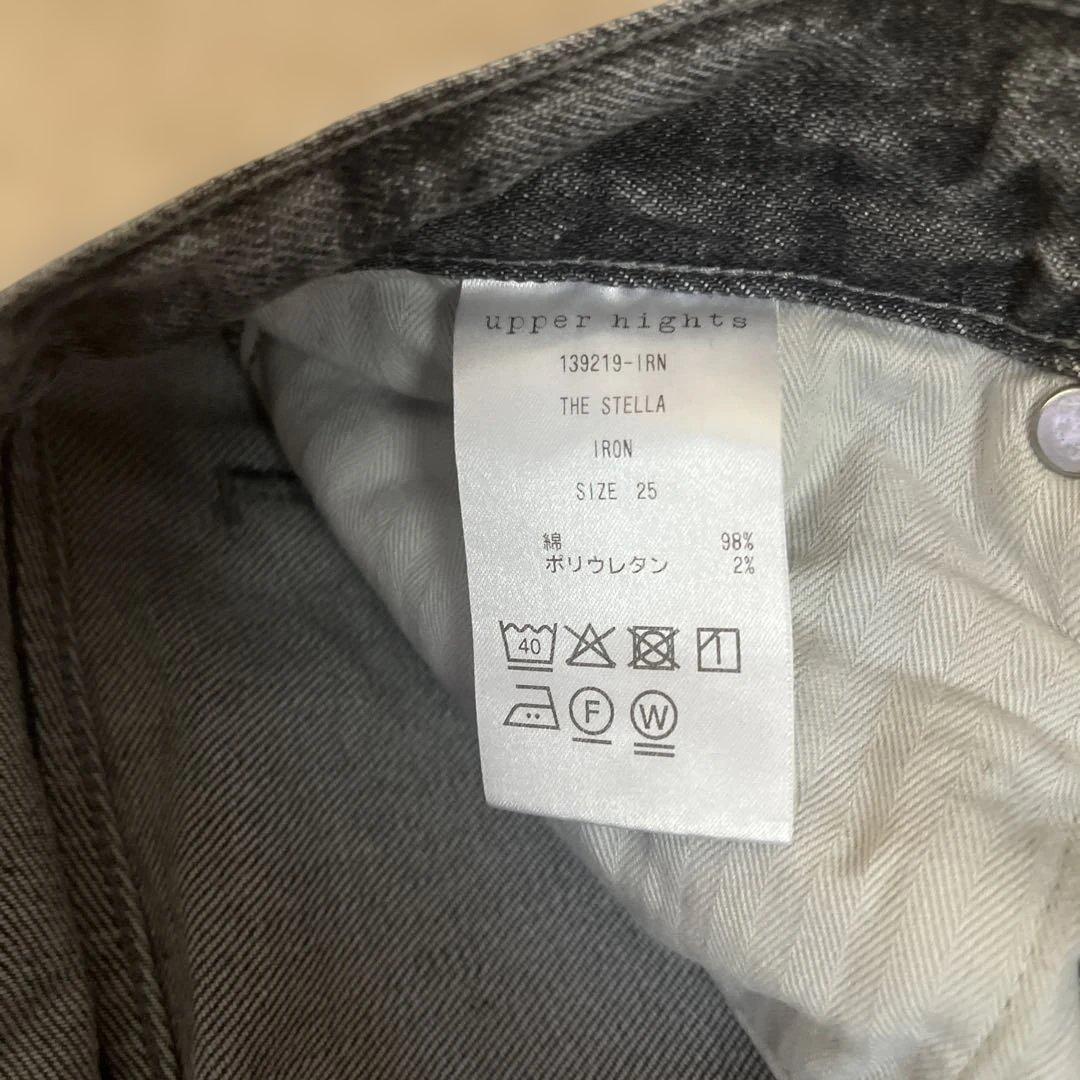 upper hights
139219-IRN
THE STELLA
IRON
SIZE 25
綿 98%
ポリウレタン 2%
40
F W